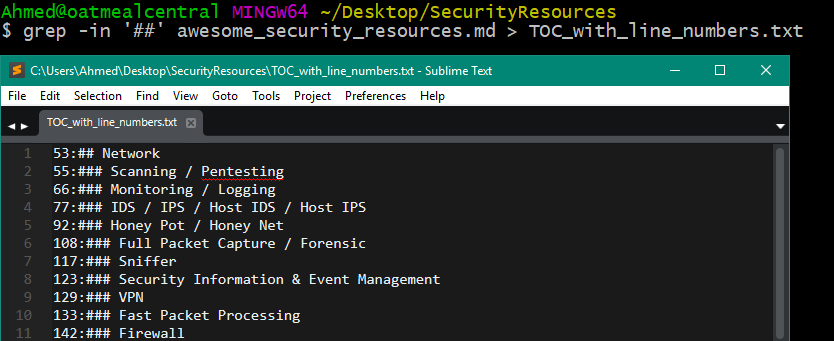 Ahmed@oatmealcentral MINGW64 ~/Desktop/SecurityResources
$ grep -in '##' awesome_security_resources.md > TOC_with_line_numbers.txt
C:\Users\Ahmed\Desktop\SecurityResources\TOC_with_line_numbers.txt - Sublime Text
File Edit Selection Find View Goto Tools Project Preferences Help
TOC_with_line_numbers.txt
1 53:## Network
2 55:### Scanning / Pentesting
3 66:### Monitoring / Logging
4 77:### IDS / IPS / Host IDS / Host IPS
5 92:### Honey Pot / Honey Net
6 108:### Full Packet Capture / Forensic
7 117:### Sniffer
8 123:### Security Information & Event Management
9 129:### VPN
10 133:### Fast Packet Processing
11 142:### Firewall